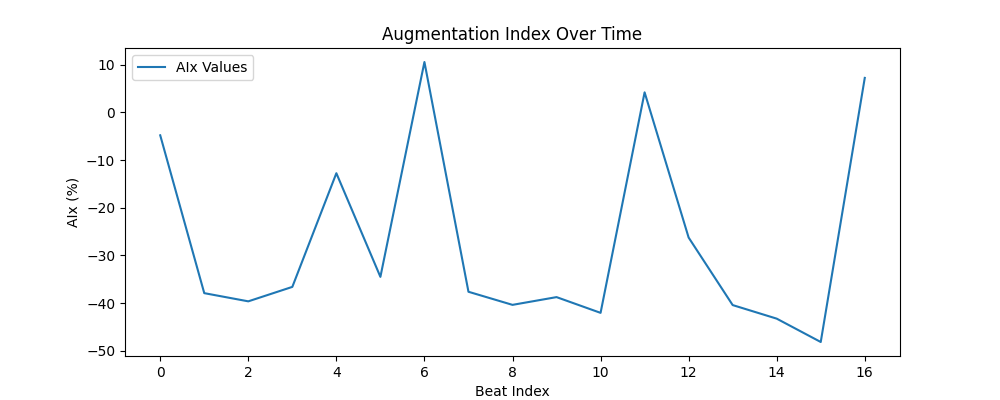 Augmentation Index Over Time
AIx Values
AIx (%)
10
0
−10
−20
−30
−40
−50
0 2 4 6 8 10 12 14 16
Beat Index